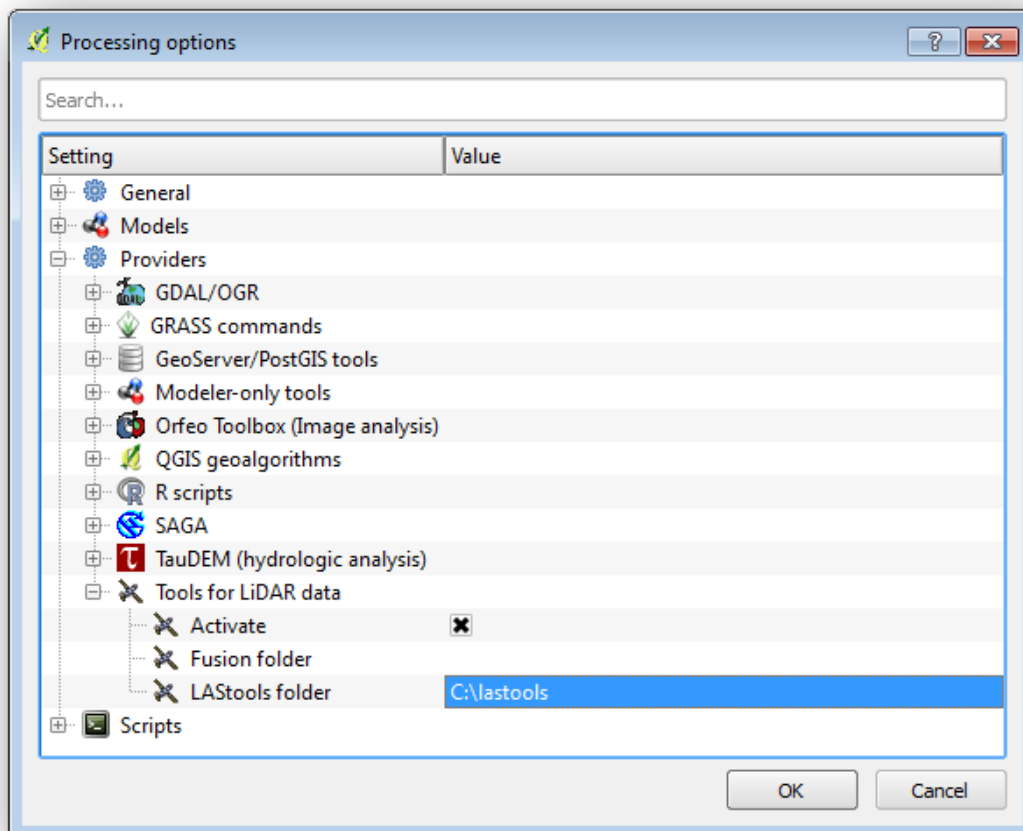 Processing options
Search...
Setting Value
General
Models
Providers
GDAL/OGR
GRASS commands
GeoServer/PostGIS tools
Modeler-only tools
Orfeo Toolbox (Image analysis)
QGIS geoalgorithms
R scripts
SAGA
TauDEM (hydrologic analysis)
Tools for LiDAR data
Activate
Fusion folder
LAStools folder C:\lastools
Scripts
OK Cancel